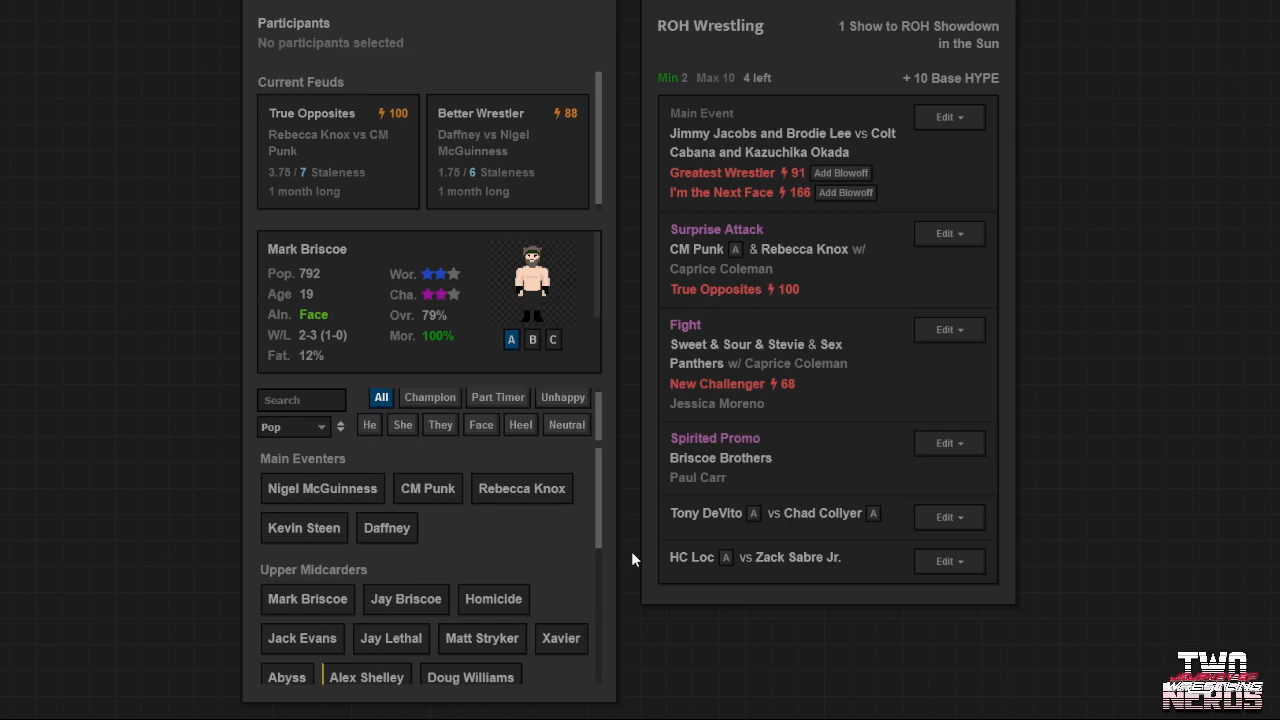 Participants
No participants selected
Current Feuds
True Opposites 100
Rebecca Knox vs CM
Punk
3.75 / 7 Staleness
1 month long
Better Wrestler 88
Daffney vs Nigel
McGuinness
1.75 / 6 Staleness
1 month long
Mark Briscoe
Pop. 792
Age 19
Aln. Face
W/L 2-3 (1-0)
Fat. 12%
Wor.
Cha.
Ovr. 79%
Mor. 100%
A B C
Search
All Champion Part Timer Unhappy
Pop
He She They Face Heel Neutral
Main Eventers
Nigel McGuinness CM Punk Rebecca Knox
Kevin Steen Daffney
Upper Midcarders
Mark Briscoe Jay Briscoe Homicide
Jack Evans Jay Lethal Matt Stryker Xavier
Abyss Alex Shelley Doug Williams
ROH Wrestling
1 Show to ROH Showdown
in the Sun
Min 2 Max 10 4 left
+ 10 Base HYPE
Main Event
Edit
Jimmy Jacobs and Brodie Lee vs Colt
Cabana and Kazuchika Okada
Greatest Wrestler 91 Add Blowoff
I'm the Next Face 166 Add Blowoff
Surprise Attack
Edit
CM Punk A & Rebecca Knox w/
Caprice Coleman
True Opposites 100
Fight
Edit
Sweet & Sour & Stevie & Sex
Panthers w/ Caprice Coleman
New Challenger 68
Jessica Moreno
Spirited Promo
Edit
Briscoe Brothers
Paul Carr
Tony DeVito A vs Chad Collyer A
Edit
HC Loc A vs Zack Sabre Jr.
Edit
TWO
WRESTLING
NERDS